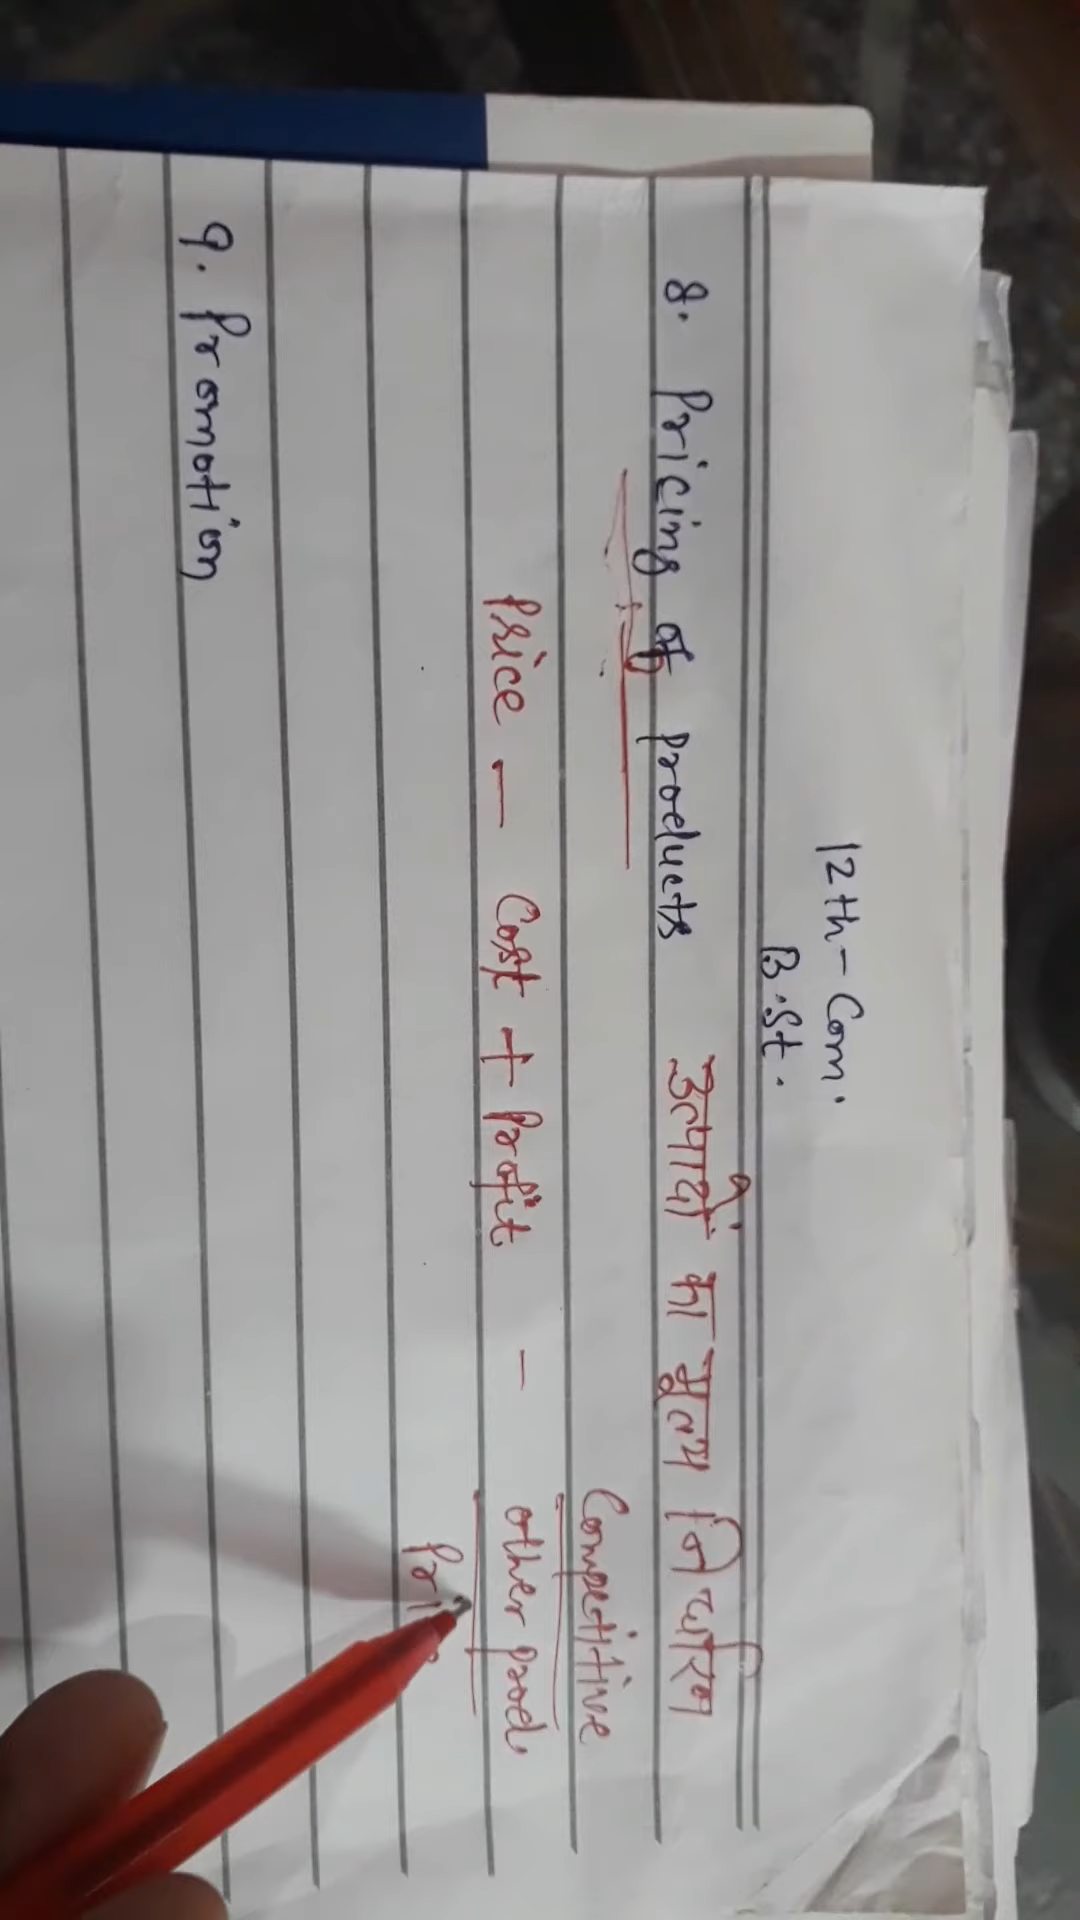 12th - Com.
B.St.
8. Pricing of products उत्पादों का मुल्य निर्धारण
Competitive
Price — Cost + Profit — other prod.
9. Promotion